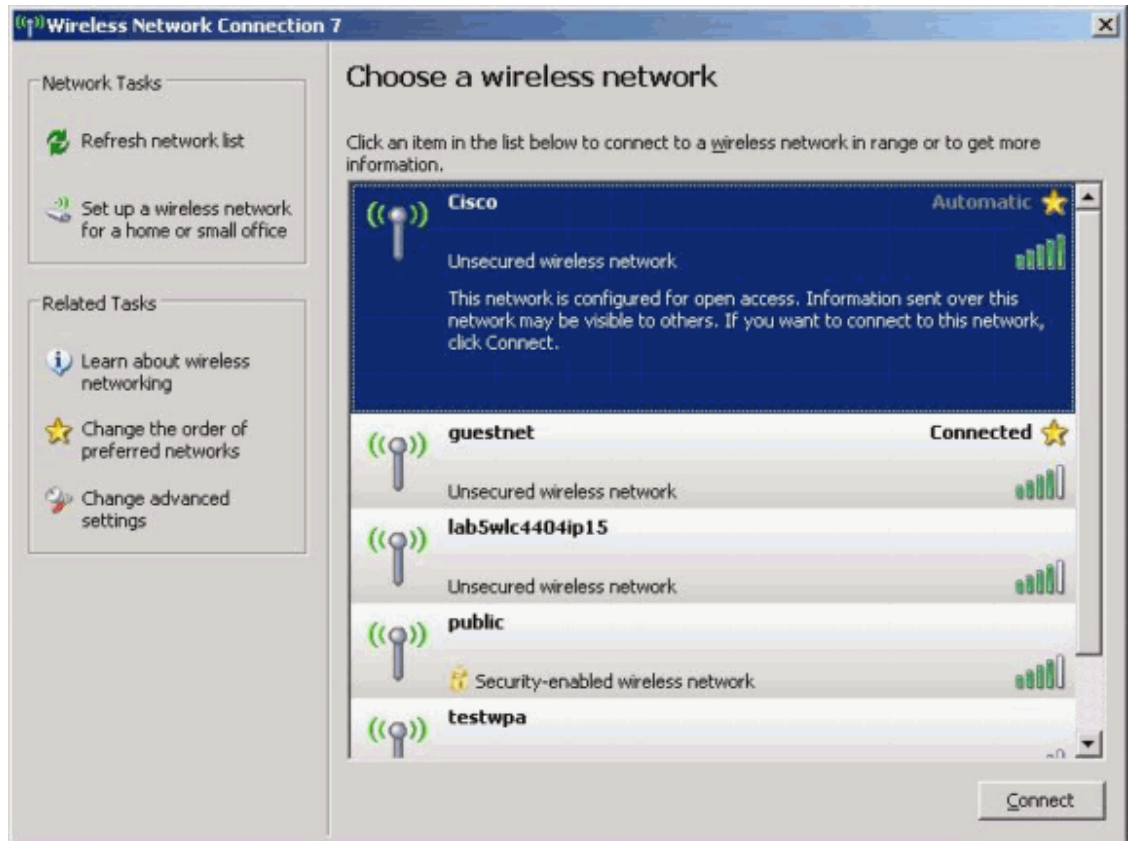 Wireless Network Connection 7
Network Tasks
Refresh network list
Set up a wireless network
for a home or small office
Related Tasks
Learn about wireless
networking
Change the order of
preferred networks
Change advanced
settings
Choose a wireless network
Click an item in the list below to connect to a wireless network in range or to get more
information.
Cisco
Automatic
Unsecured wireless network
This network is configured for open access. Information sent over this
network may be visible to others. If you want to connect to this network,
click Connect.
guestnet
Connected
Unsecured wireless network
lab5wlc4404ip15
Unsecured wireless network
public
Security-enabled wireless network
testwpa
Connect